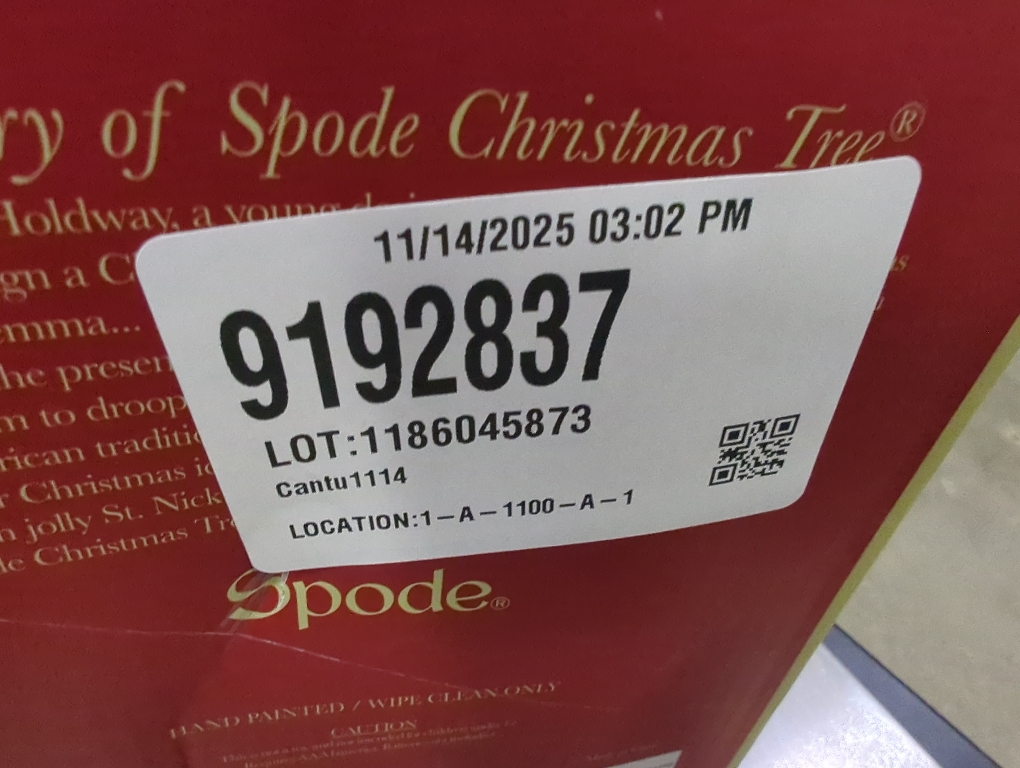 ry of Spode Christmas Tree®
Holdway, a young
11/14/2025 03:02 PM
gn a C
9192837
emma...
he presen
m to droop
LOT:1186045873
rican traditi
Cantu1114
r Christmas
LOCATION:1-A-1100-A-1
n jolly St. Nick
le Christmas Tr
Spode®
HAND PAINTED / WIPE CLEAN ONLY
CAUTION